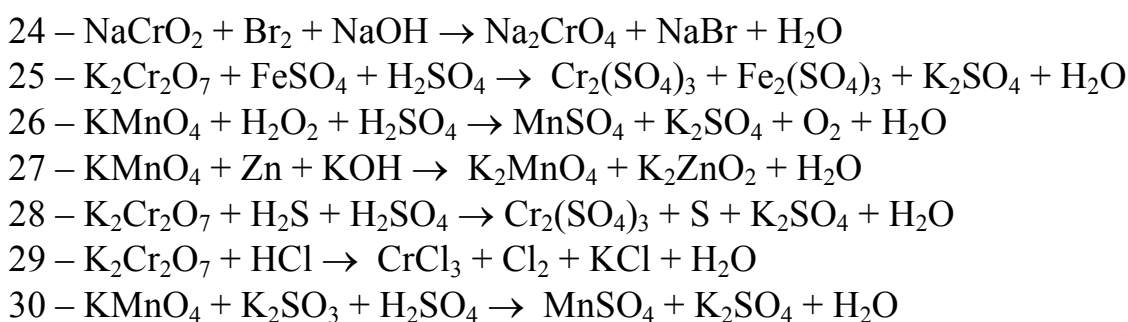 24 – NaCrO₂ + Br₂ + NaOH → Na₂CrO₄ + NaBr + H₂O
25 – K₂Cr₂O₇ + FeSO₄ + H₂SO₄ → Cr₂(SO₄)₃ + Fe₂(SO₄)₃ + K₂SO₄ + H₂O
26 – KMnO₄ + H₂O₂ + H₂SO₄ → MnSO₄ + K₂SO₄ + O₂ + H₂O
27 – KMnO₄ + Zn + KOH → K₂MnO₄ + K₂ZnO₂ + H₂O
28 – K₂Cr₂O₇ + H₂S + H₂SO₄ → Cr₂(SO₄)₃ + S + K₂SO₄ + H₂O
29 – K₂Cr₂O₇ + HCl → CrCl₃ + Cl₂ + KCl + H₂O
30 – KMnO₄ + K₂SO₃ + H₂SO₄ → MnSO₄ + K₂SO₄ + H₂O